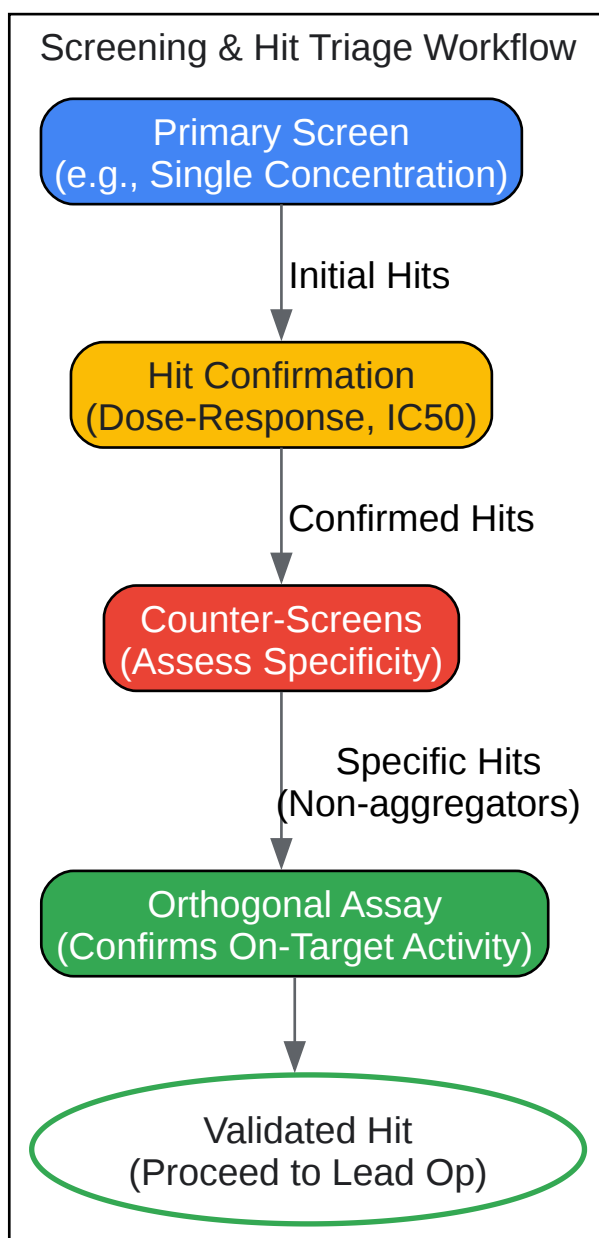 Screening & Hit Triage Workflow
Primary Screen
(e.g., Single Concentration)
Initial Hits
Hit Confirmation
(Dose-Response, IC50)
Confirmed Hits
Counter-Screens
(Assess Specificity)
Specific Hits
(Non-aggregators)
Orthogonal Assay
(Confirms On-Target Activity)
Validated Hit
(Proceed to Lead Op)